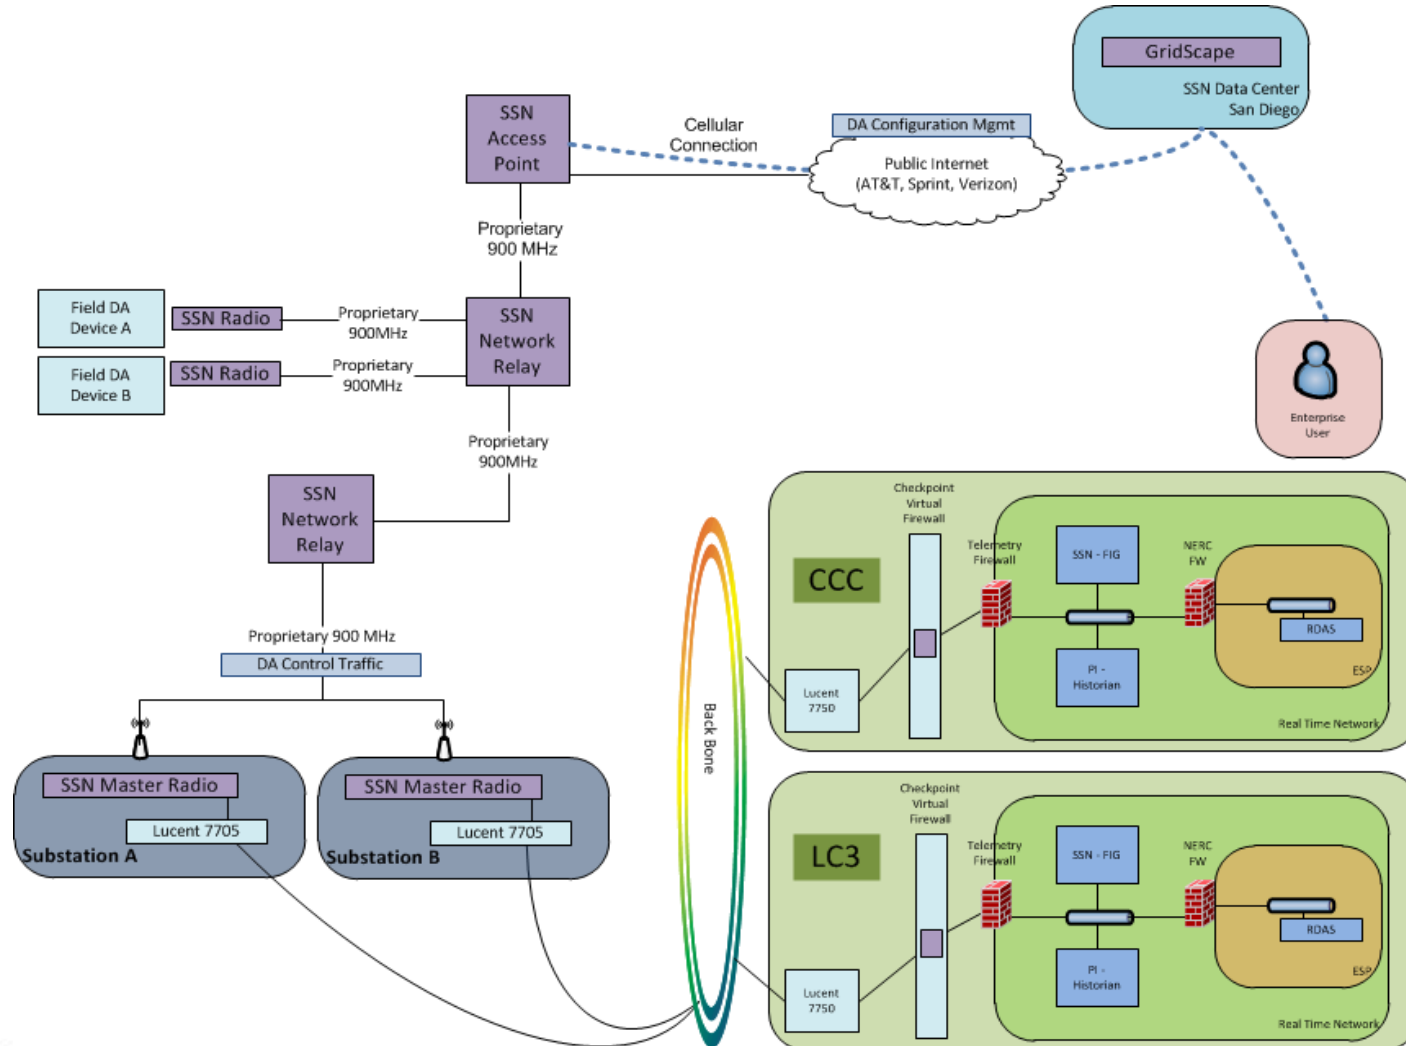 GridScape
SSN Data Center
San Diego
SSN
Access
Point
Cellular
Connection
DA Configuration Mgmt
Public Internet
(AT&T, Sprint, Verizon)
Proprietary
900 MHz
Field DA
Device A
SSN Radio
Proprietary
900MHz
SSN
Network
Relay
Field DA
Device B
SSN Radio
Proprietary
900MHz
Enterprise
User
Proprietary
900MHz
SSN
Network
Relay
Proprietary 900 MHz
DA Control Traffic
SSN Master Radio
Lucent 7705
Substation A
SSN Master Radio
Lucent 7705
Substation B
Back Bone
CCC
Checkpoint
Virtual
Firewall
Lucent
7750
Telemetry
Firewall
SSN - FIG
PI -
Historian
NERC
FW
RDAS
ESP
Real Time Network
LC3
Checkpoint
Virtual
Firewall
Lucent
7750
Telemetry
Firewall
SSN - FIG
PI -
Historian
NERC
FW
RDAS
ESP
Real Time Network